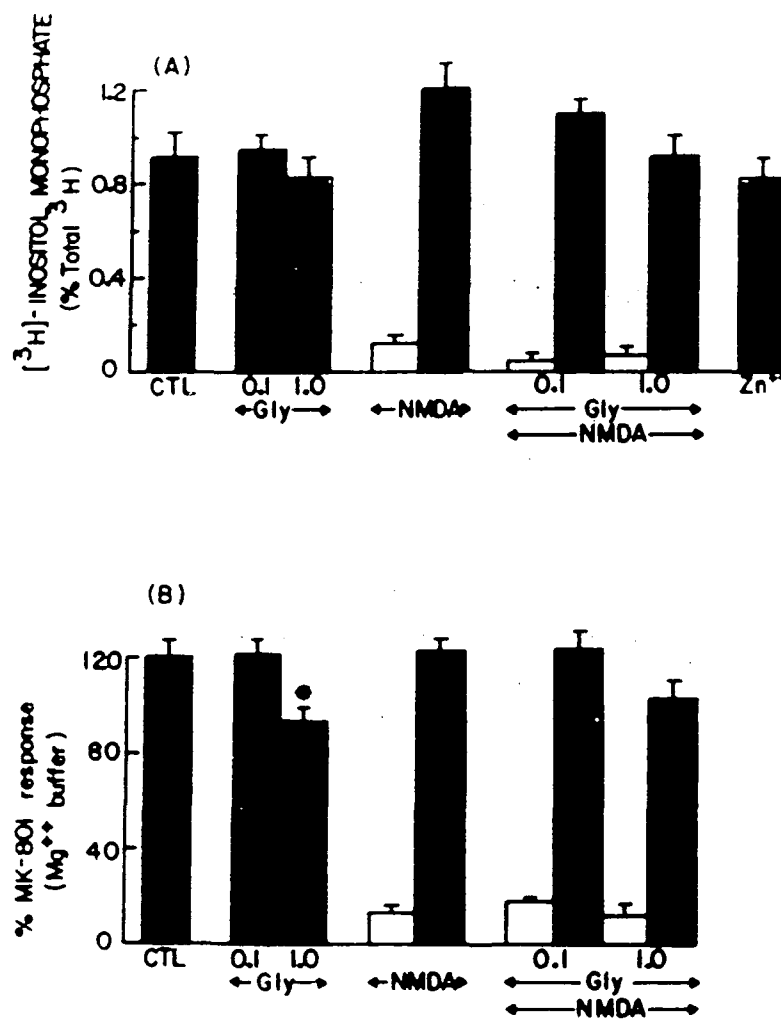 (A)
[³H]-INOSITOL MONOPHOSPHATE
(% Total ³H)
1.2
0.8
0.4
0
CTL
0.1 1.0
Gly
NMDA
0.1 1.0
Gly
NMDA
Zn⁺⁺
(B)
% MK-801 response
(Mg⁺⁺ buffer)
120
80
40
0
CTL
0.1 1.0
Gly
NMDA
0.1 1.0
Gly
NMDA